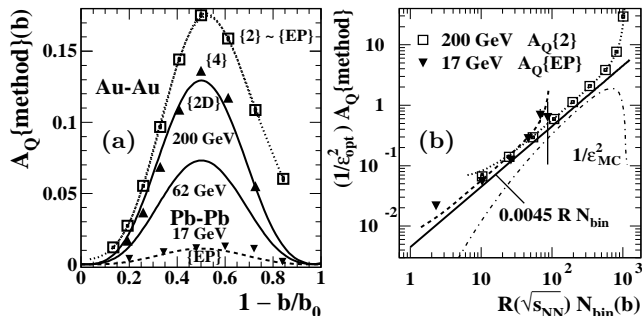 A_Q{method}(b)
0.15
0.1
0.05
0
{2} ~ {EP}
{4}
Au-Au
{2D}
(a)
200 GeV
62 GeV
Pb-Pb
17 GeV
{EP}
0 0.2 0.4 0.6 0.8 1
1 – b/b_0
(1/ε²_opt) A_Q{method}
10
1
10^-1
10^-2
200 GeV A_Q{2}
17 GeV A_Q{EP}
(b)
1/ε²_MC
0.0045 R N_bin
1 10 10^2 10^3
R(√s_NN) N_bin(b)